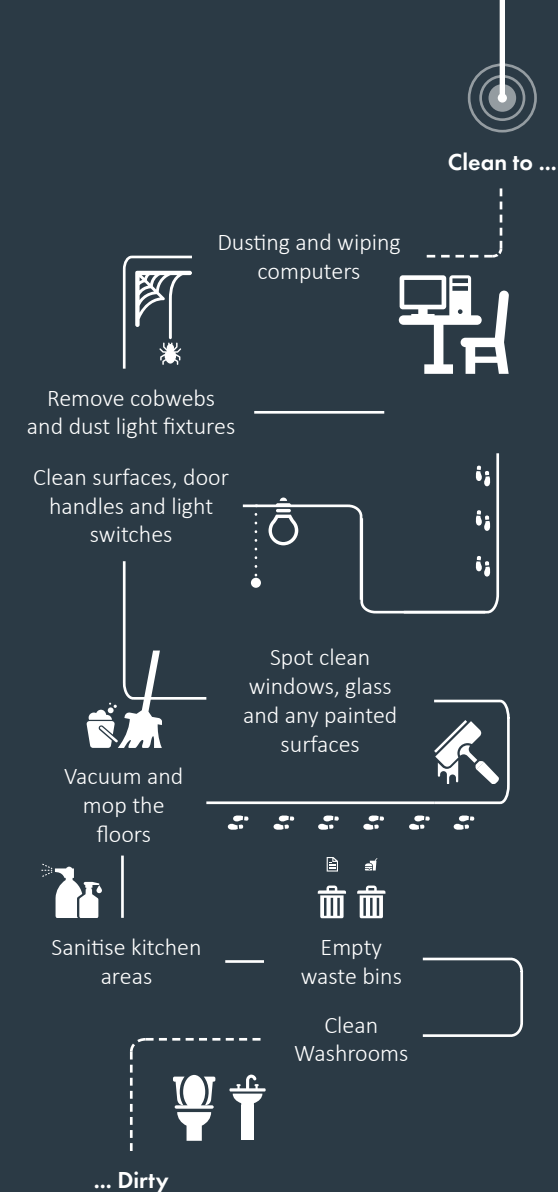 Clean to ...
Dusting and wiping
computers
Remove cobwebs
and dust light fixtures
Clean surfaces, door
handles and light
switches
Spot clean
windows, glass
and any painted
surfaces
Vacuum and
mop the
floors
Sanitise kitchen
areas
Empty
waste bins
Clean
Washrooms
... Dirty